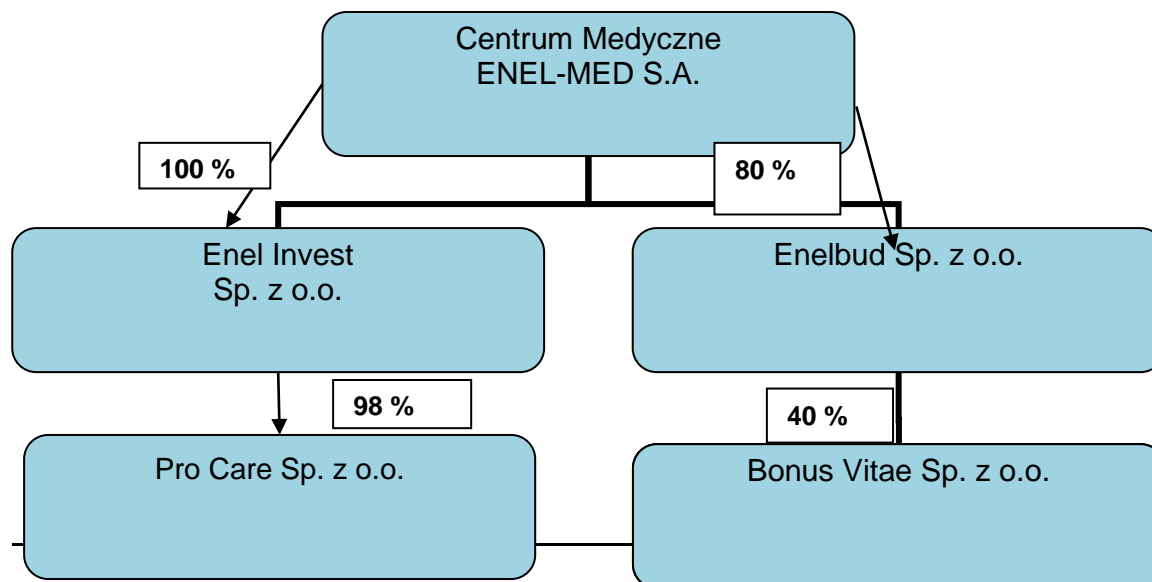 Centrum Medyczne
ENEL-MED S.A.
100 %
80 %
Enel Invest
Sp. z o.o.
Enelbud Sp. z o.o.
98 %
40 %
Pro Care Sp. z o.o.
Bonus Vitae Sp. z o.o.